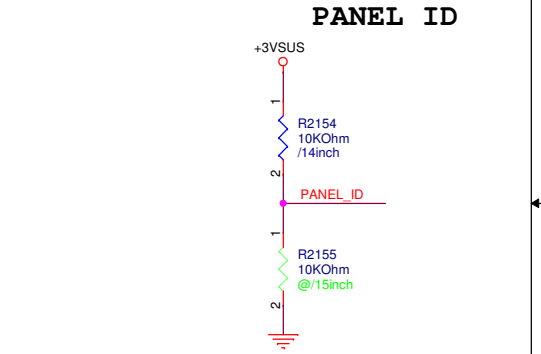 PANEL ID
+3VSUS
1
R2154
10KOhm
/14inch
2
PANEL_ID
1
R2155
10KOhm
@/15inch
2